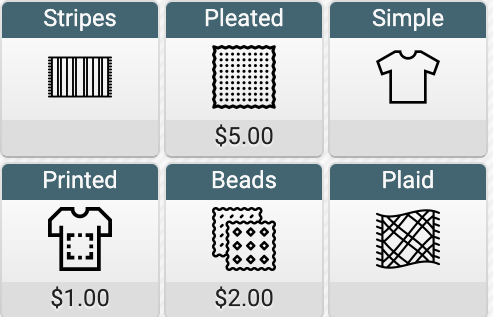 Stripes
Pleated
Simple
$5.00
Printed
Beads
Plaid
$1.00
$2.00